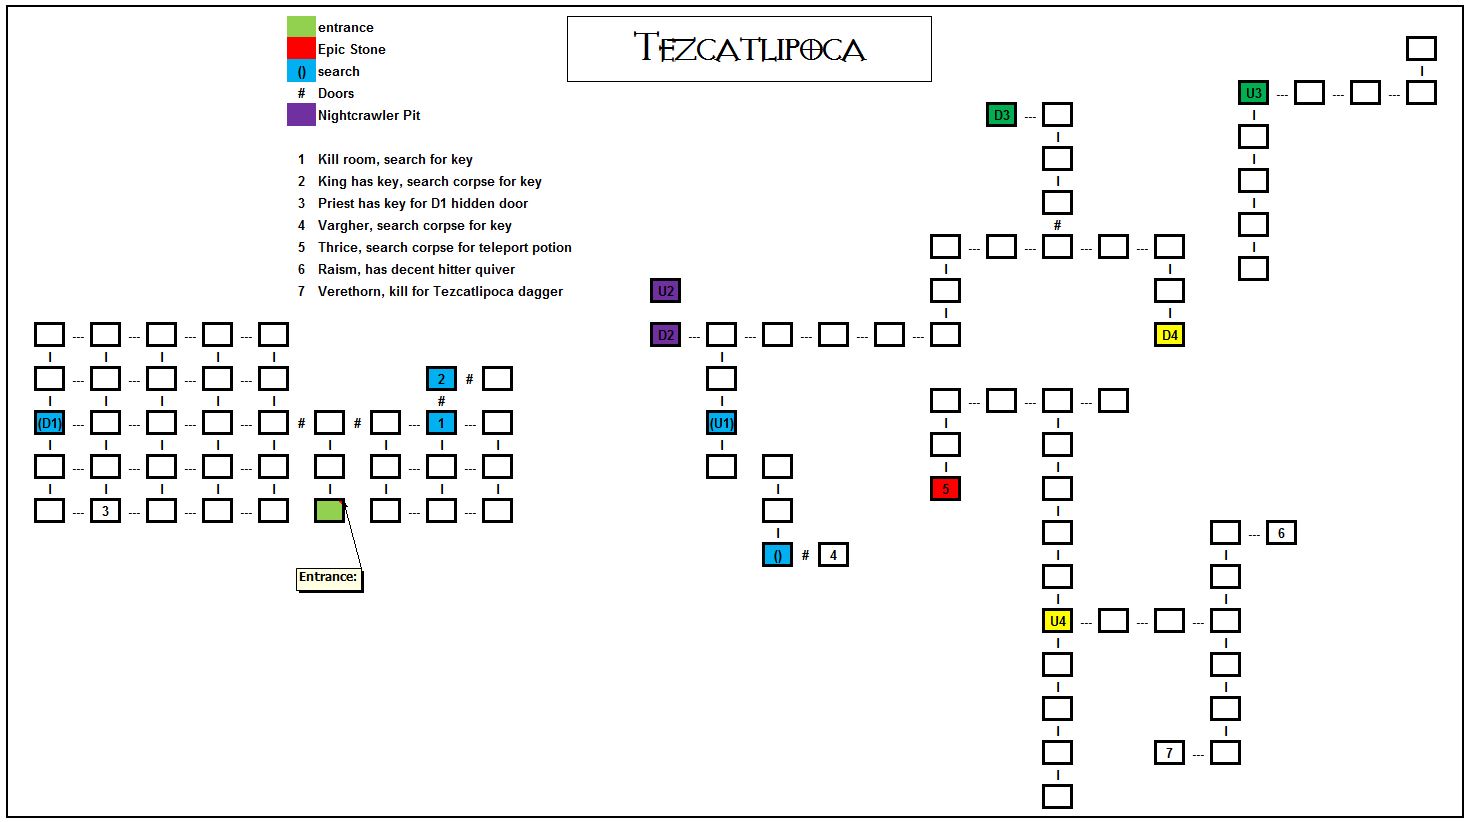 entrance
TEZCATLIPOCA
Epic Stone
() search
# Doors
Nightcrawler Pit
1 Kill room, search for key
2 King has key, search corpse for key
3 Priest has key for D1 hidden door
4 Vargher, search corpse for key
5 Thrice, search corpse for teleport potion
6 Raism, has decent hitter quiver
7 Verethorn, kill for Tezcatlipoca dagger
U3
D3
#
U2
D2
D4
2 #
#
(D1) # # 1
(U1)
5
3
() # 4
6
Entrance:
U4
7